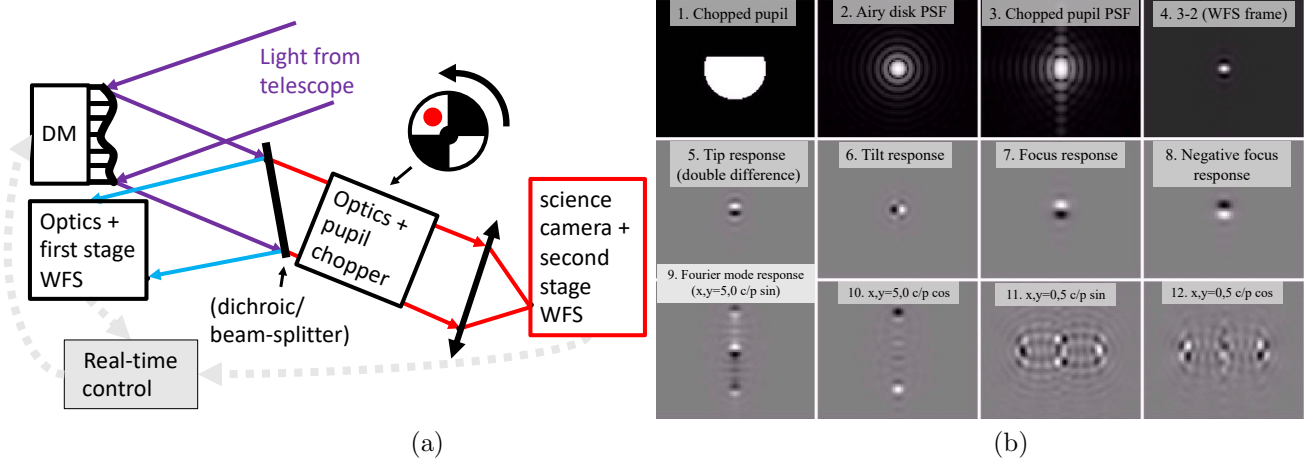 Light from
telescope
DM
Optics +
first stage
WFS
Optics +
pupil
chopper
science
camera +
second
stage
WFS
(dichroic/
beam-splitter)
Real-time
control
(a)
1. Chopped pupil
2. Airy disk PSF
3. Chopped pupil PSF
4. 3-2 (WFS frame)
5. Tip response
(double difference)
6. Tilt response
7. Focus response
8. Negative focus
response
9. Fourier mode response
(x,y=5,0 c/p sin)
10. x,y=5,0 c/p cos
11. x,y=0,5 c/p sin
12. x,y=0,5 c/p cos
(b)